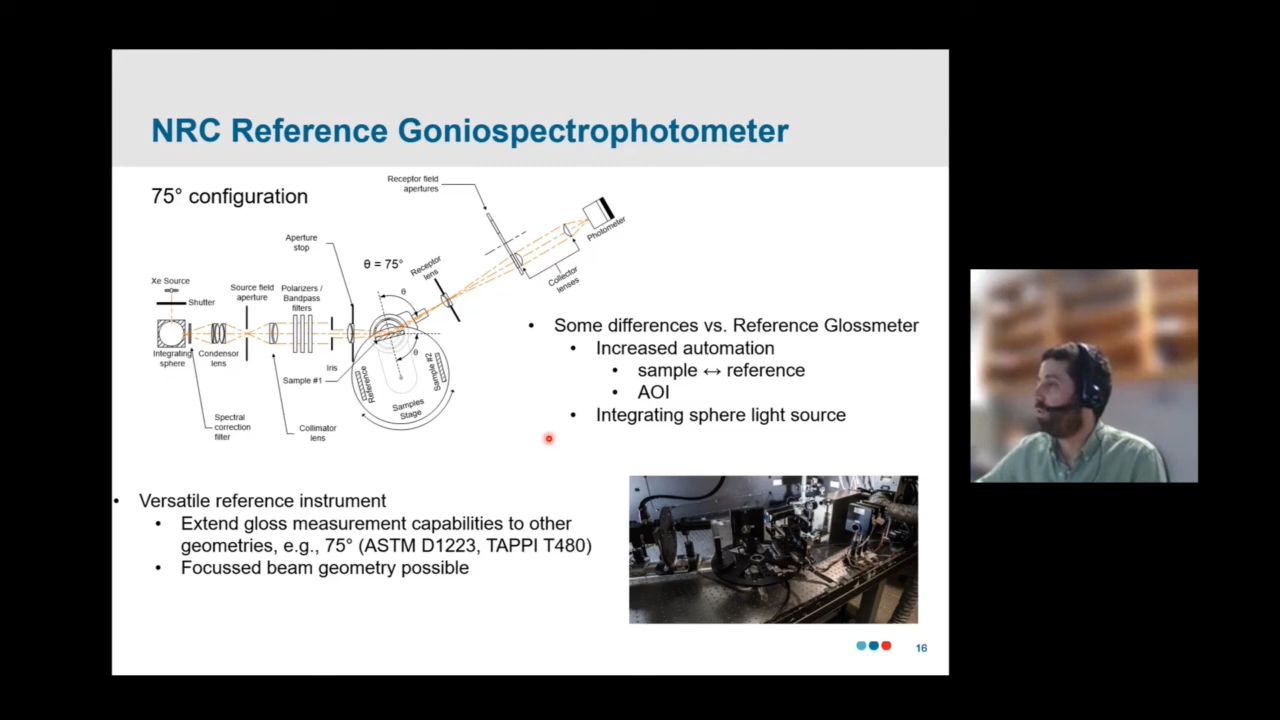 NRC Reference Goniospectrophotometer
75° configuration
Receptor field
apertures
Photometer
Aperture
stop
θ = 75°
Receptor
lens
Collector
lenses
Xe Source
Shutter
Source field
aperture
Polarizers /
Bandpass
filters
θ
Integrating
sphere
Condensor
lens
Iris
Sample #1
θ
Reference
Sample #2
Samples
Stage
Spectral
correction
filter
Collimator
lens
• Some differences vs. Reference Glossmeter
• Increased automation
• sample ↔ reference
• AOI
• Integrating sphere light source
• Versatile reference instrument
• Extend gloss measurement capabilities to other
geometries, e.g., 75° (ASTM D1223, TAPPI T480)
• Focussed beam geometry possible
16